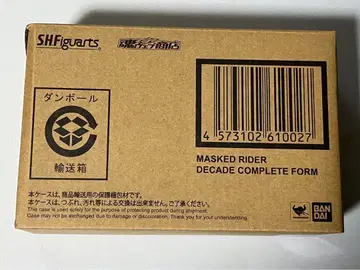 S.H.Figuarts
魂ウェブ商店
ダンボール
輸送箱
4 573102 610027
MASKED RIDER
DECADE COMPLETE FORM
本ケースは、商品輸送用の保護梱包材です。
本ケースは、つぶれ、汚れ等による交換は出来ません。ご了承ください。
This case is used solely for the purpose of protecting product during shipment.
Case may not be exchanged due to damage or discoloration. Thank you for your understanding.
BAN
DAI